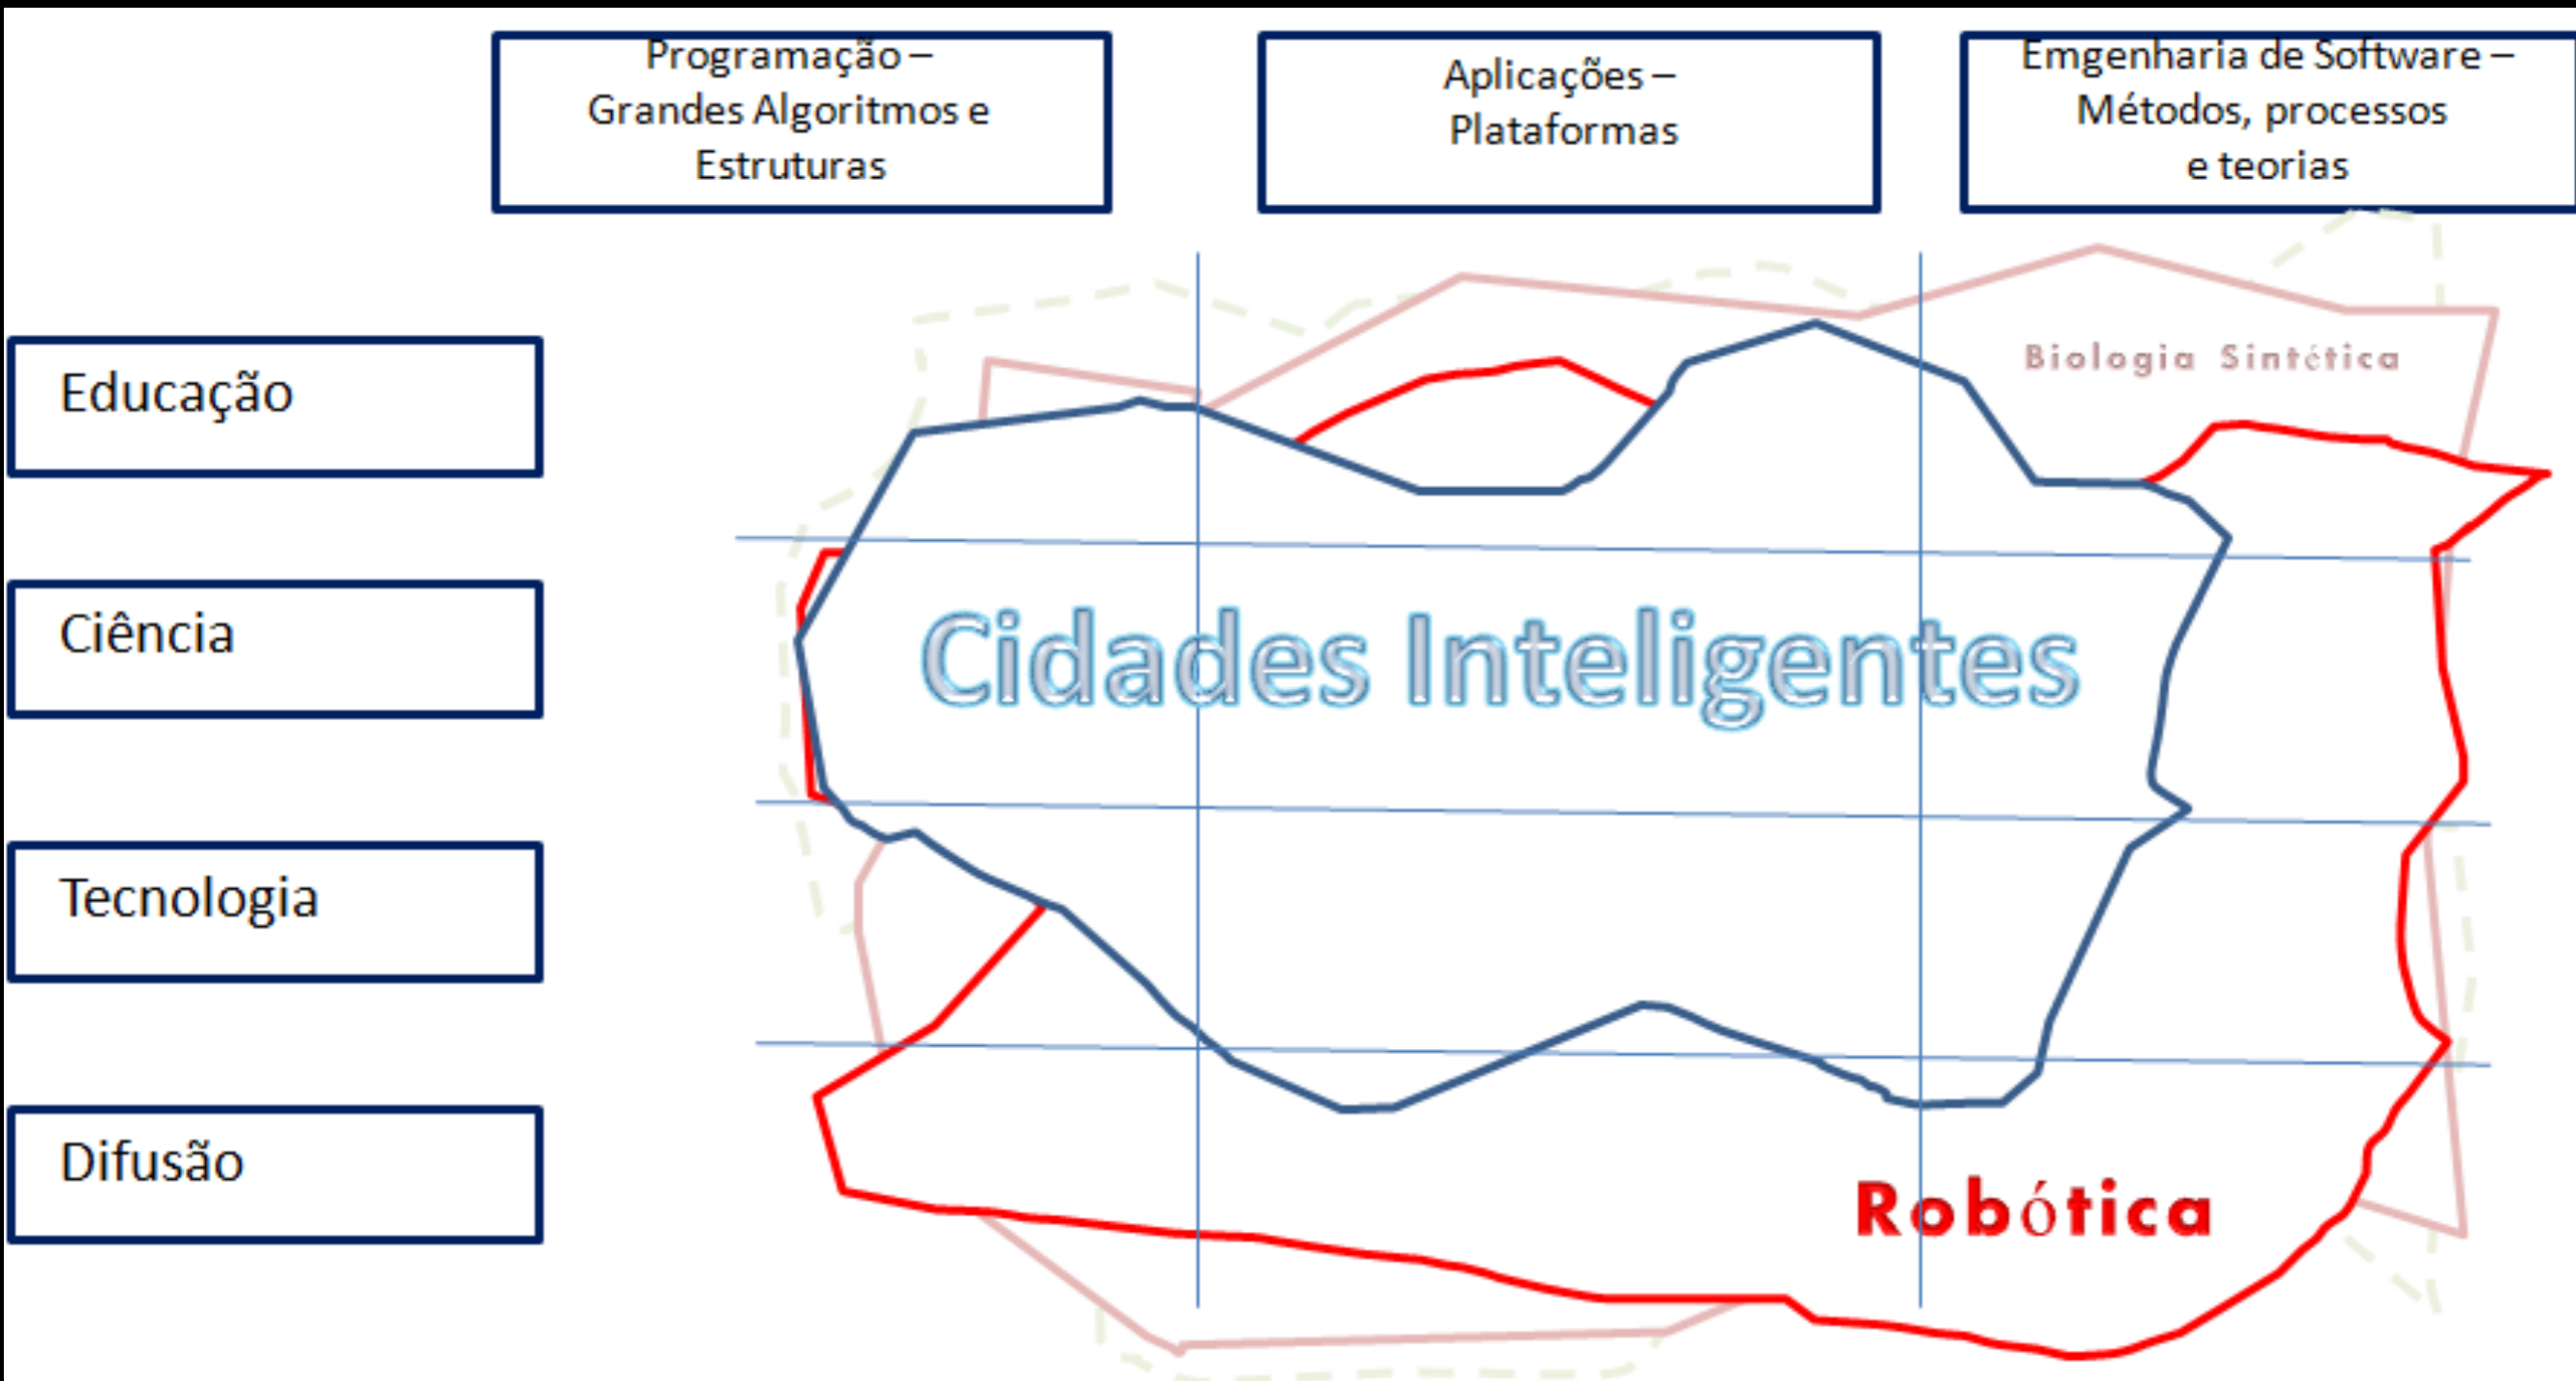 Programação –
Grandes Algoritmos e
Estruturas
Aplicações –
Plataformas
Emgenharia de Software –
Métodos, processos
e teorias
Educação
Biologia Sintética
Ciência
Cidades Inteligentes
Tecnologia
Difusão
Robótica